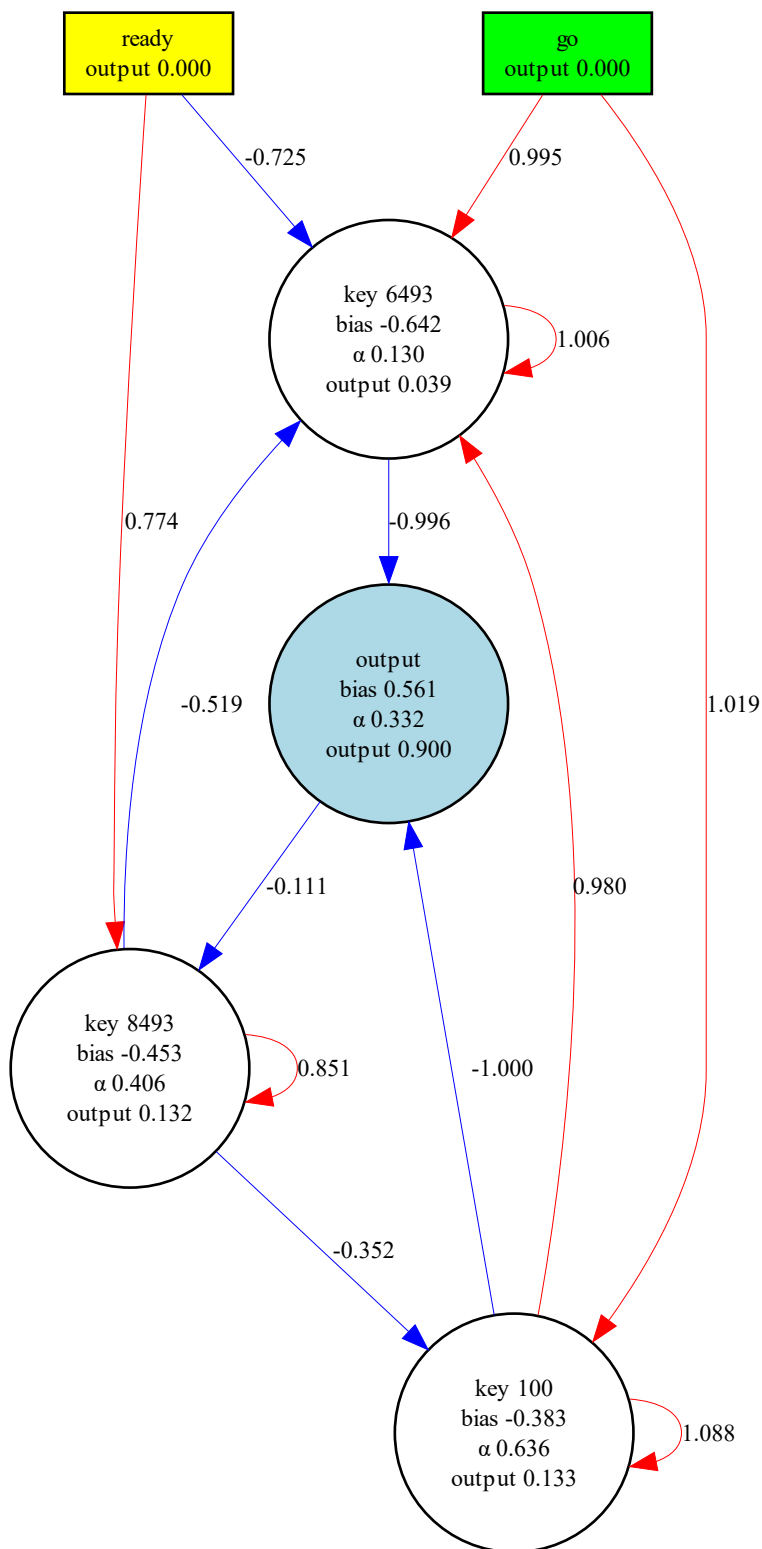 ready
output 0.000
go
output 0.000
-0.725
0.995
key 6493
bias -0.642
α 0.130
output 0.039
1.006
0.774
-0.996
output
bias 0.561
α 0.332
output 0.900
-0.519
1.019
-0.111
0.980
key 8493
bias -0.453
α 0.406
output 0.132
0.851
-1.000
-0.352
key 100
bias -0.383
α 0.636
output 0.133
1.088